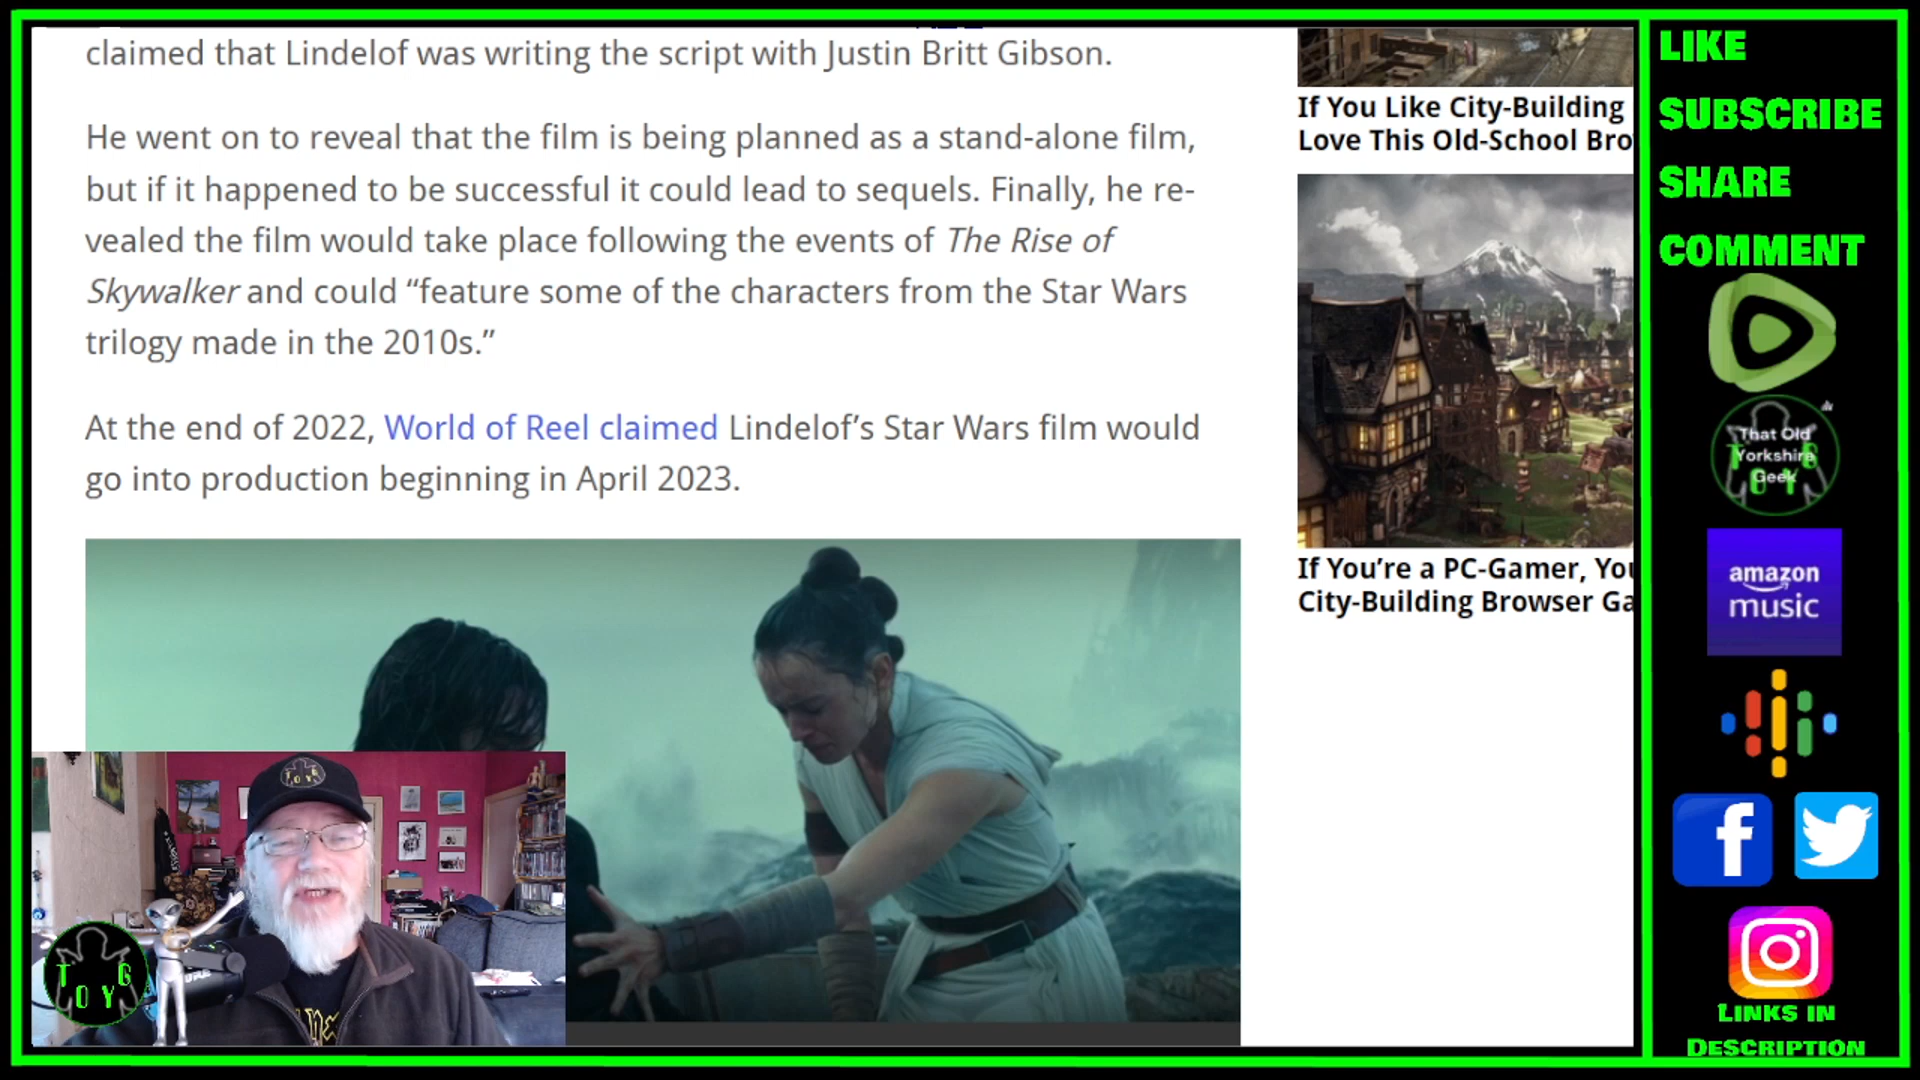 claimed that Lindelof was writing the script with Justin Britt Gibson.
He went on to reveal that the film is being planned as a stand-alone film,
but if it happened to be successful it could lead to sequels. Finally, he re-
vealed the film would take place following the events of The Rise of
Skywalker and could “feature some of the characters from the Star Wars
trilogy made in the 2010s.”
At the end of 2022, World of Reel claimed Lindelof’s Star Wars film would
go into production beginning in April 2023.
If You Like City-Building
Love This Old-School Bro
If You’re a PC-Gamer, You
City-Building Browser Ga
LIKE
SUBSCRIBE
SHARE
COMMENT
That Old
Yorkshire
Geek
T G
O Y
amazon
music
LINKS IN
DESCRIPTION
T G
O Y
T G
O Y